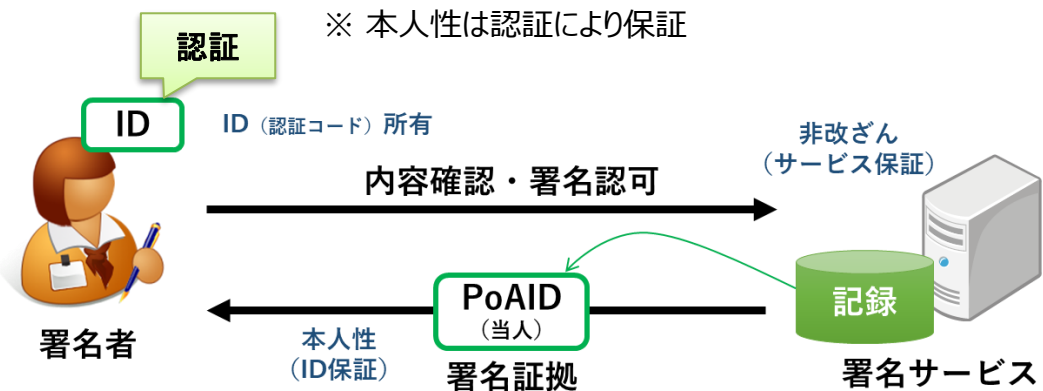 ※ 本人性は認証により保証
認証
ID
ID（認証コード）所有
非改ざん
（サービス保証）
内容確認・署名認可
PoAID
（当人）
記録
署名者
本人性
（ID保証）
署名証拠
署名サービス